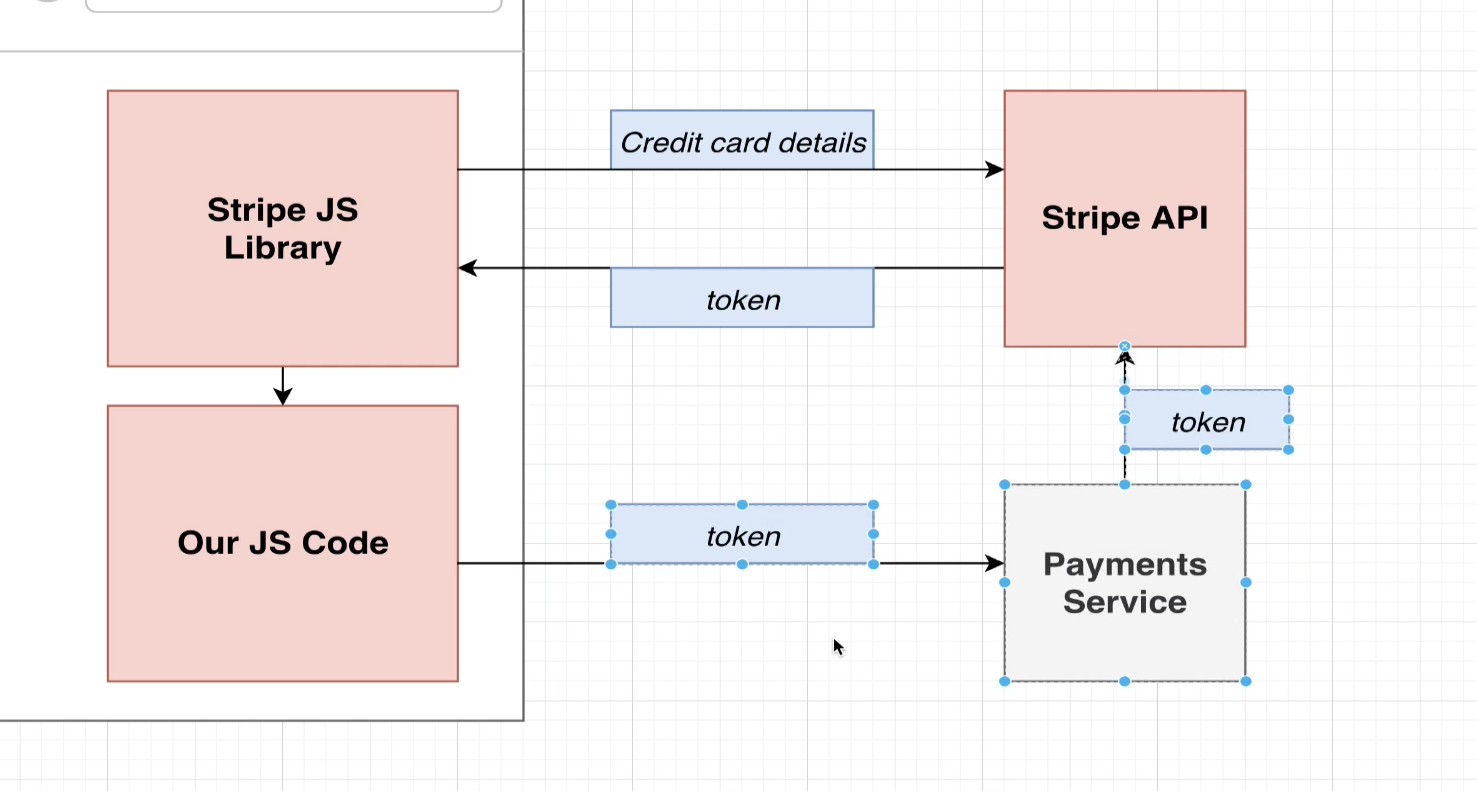 Credit card details
Stripe JS
Library
Stripe API
token
token
Our JS Code
token
Payments
Service